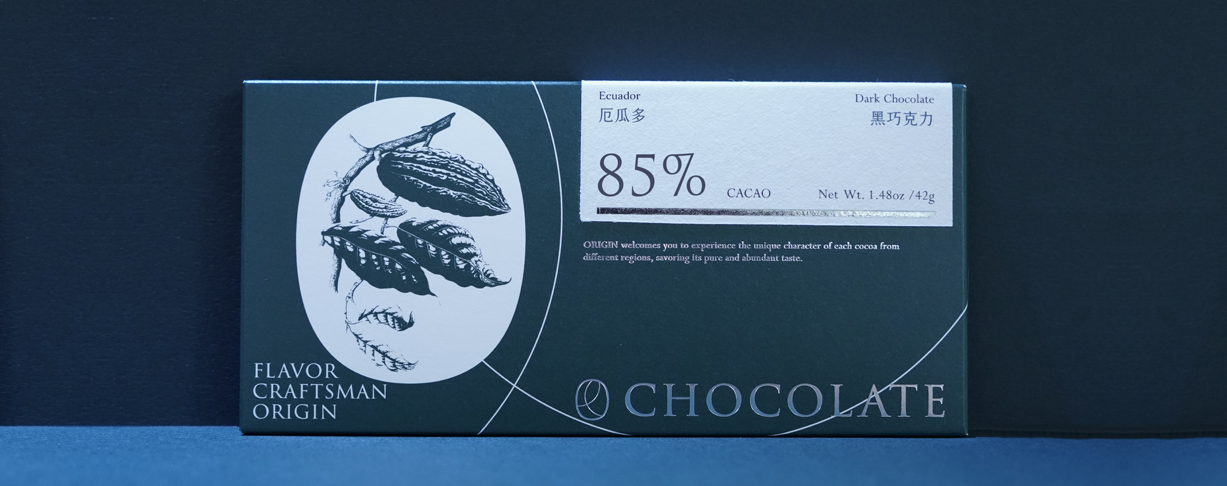 Ecuador
厄瓜多
Dark Chocolate
黑巧克力
85% CACAO
Net Wt. 1.48oz /42g
ORIGIN welcomes you to experience the unique character of each cocoa from
different regions, savoring its pure and abundant taste.
FLAVOR
CRAFTSMAN
ORIGIN
CHOCOLATE